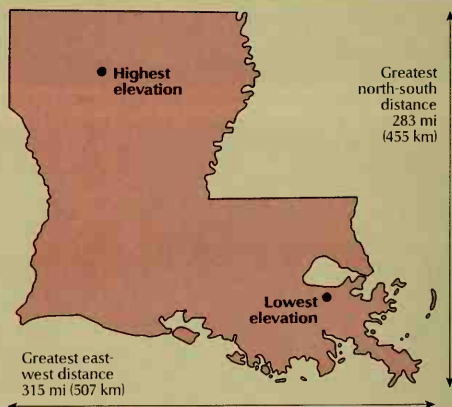 Highest
elevation
Greatest
north-south
distance
283 mi
(455 km)
Lowest
elevation
Greatest east-
west distance
315 mi (507 km)